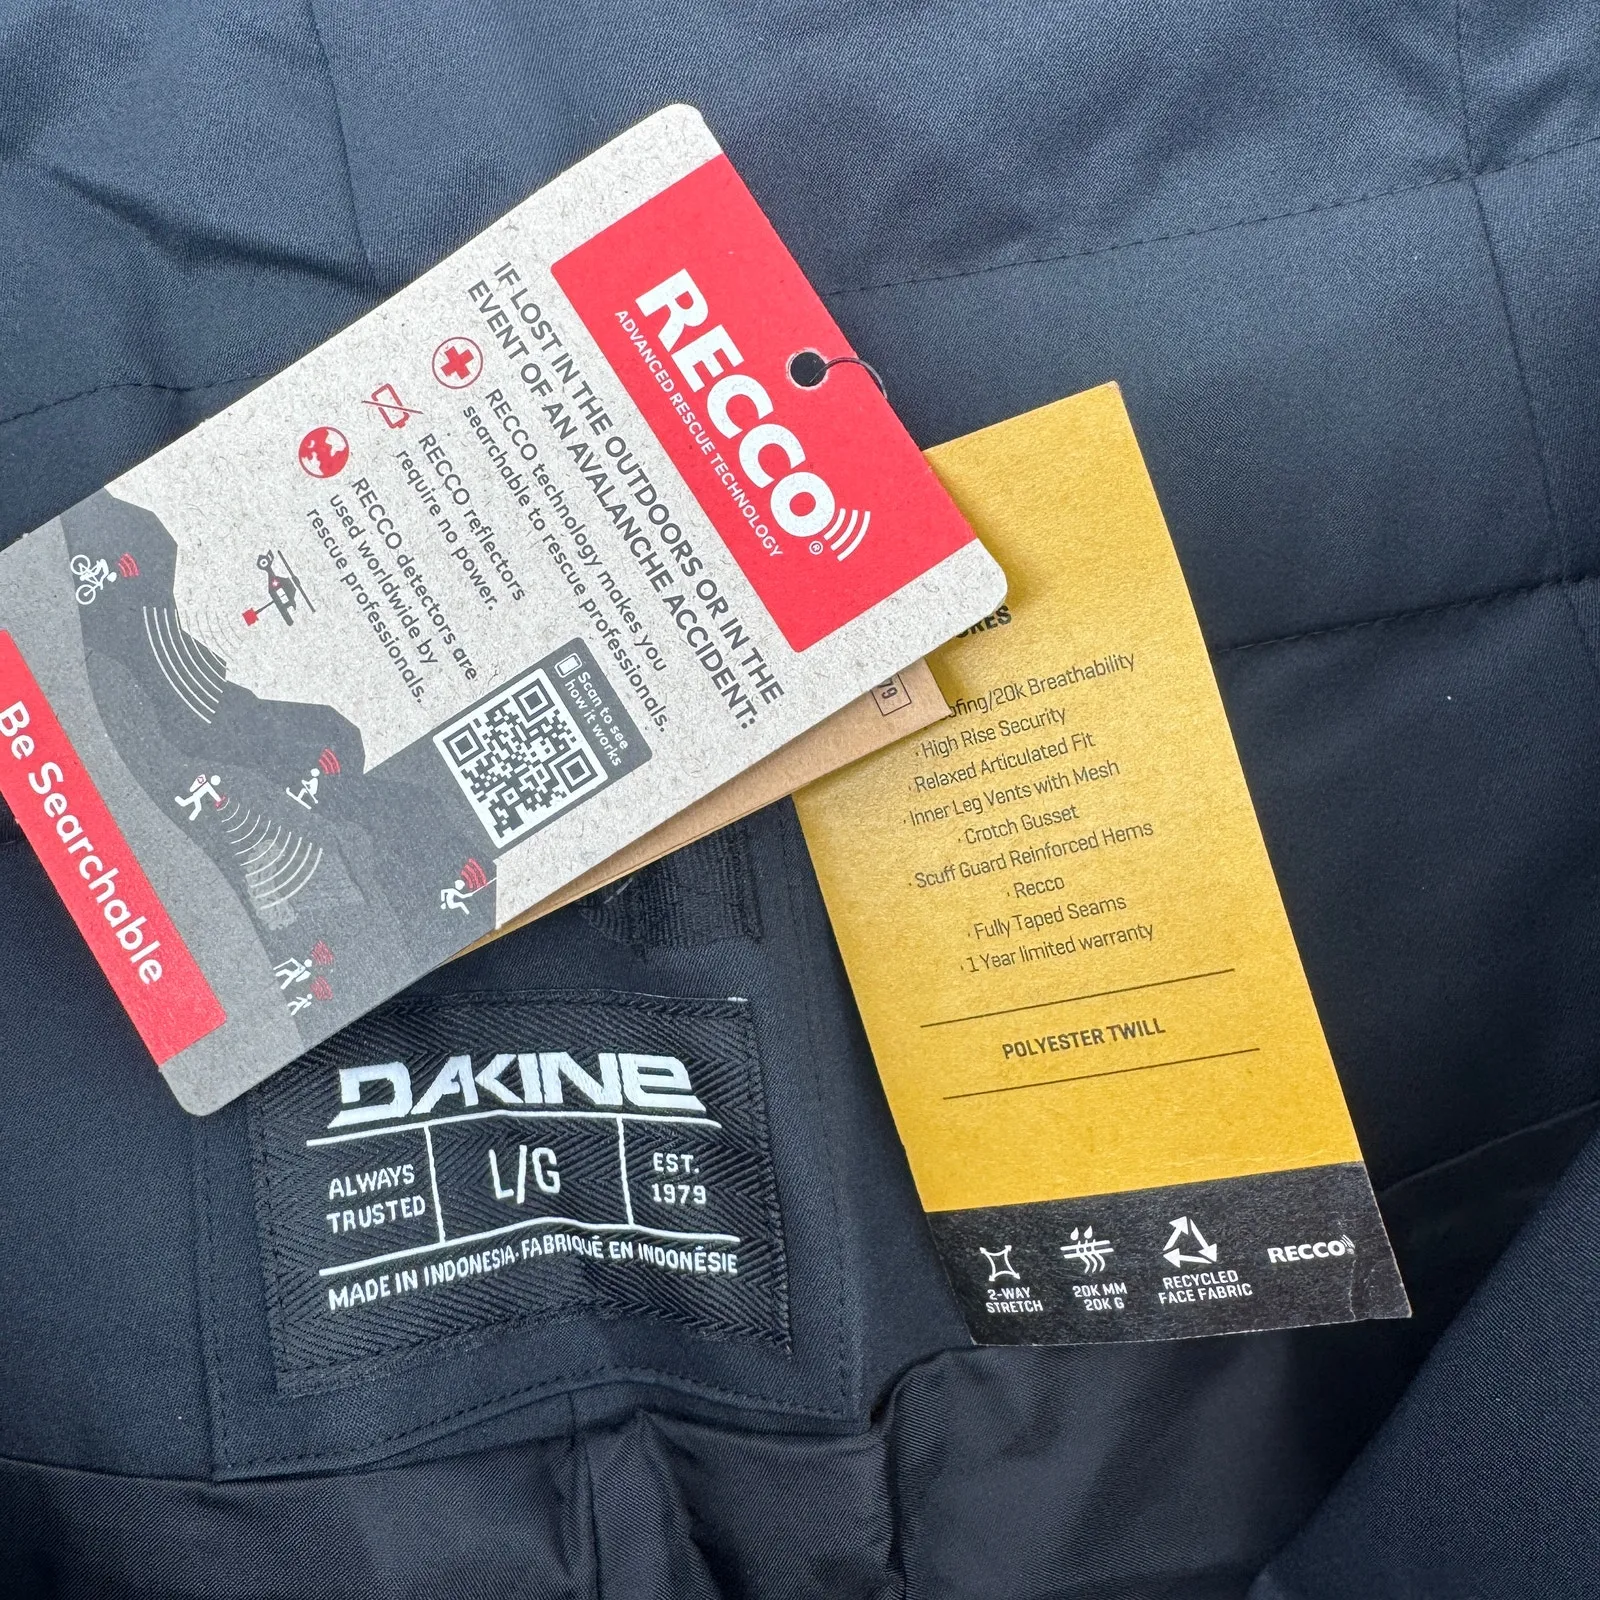 RECCO®
ADVANCED RESCUE TECHNOLOGY
IF LOST IN THE OUTDOORS OR IN THE
EVENT OF AN AVALANCHE ACCIDENT:
RECCO technology makes you
searchable to rescue professionals.
RECCO reflectors
require no power.
RECCO detectors are
used worldwide by
rescue professionals.
Scan to see
how it works
Be Searchable
79
/20K Breathability
· High Rise Security
· Relaxed Articulated Fit
· Inner Leg Vents with Mesh
· Crotch Gusset
· Scuff Guard Reinforced Hems
· Recco
· Fully Taped Seams
· 1 Year limited warranty
POLYESTER TWILL
2-WAY
STRETCH
20K MM
20K G
RECYCLED
FACE FABRIC
RECCO
DAKINE
ALWAYS
TRUSTED
L/G
EST.
1979
MADE IN INDONESIA·FABRIQUÉ EN INDONÉSIE